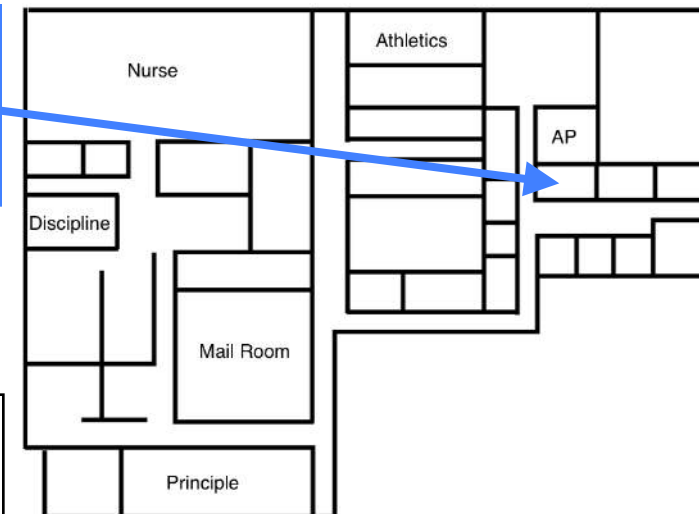 Athletics
Nurse
AP
Discipline
Mail Room
Principle